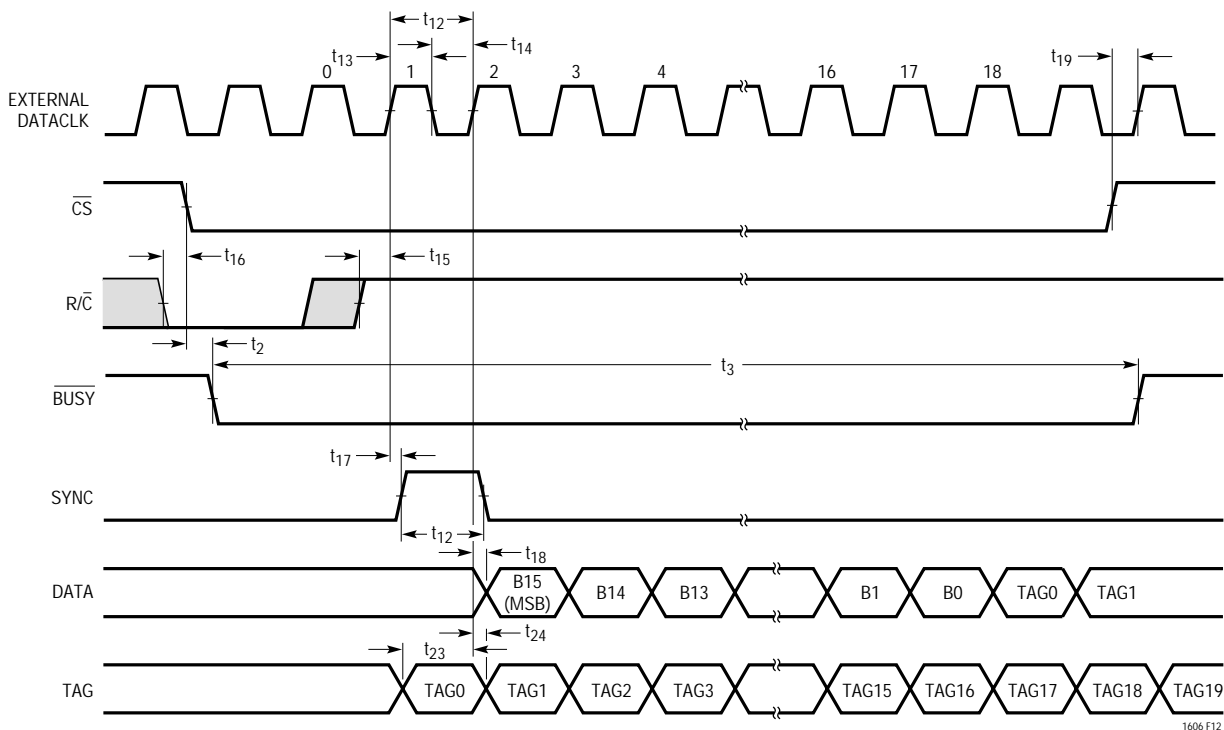 t12
t13
t14
t19
0 1 2 3 4 16 17 18
EXTERNAL
DATACLK
CS
t16
t15
R/C
t2
t3
BUSY
t17
SYNC
t12
t18
DATA
B15
(MSB)
B14 B13 B1 B0 TAG0 TAG1
t24
t23
TAG
TAG0 TAG1 TAG2 TAG3 TAG15 TAG16 TAG17 TAG18 TAG19
1606 F12